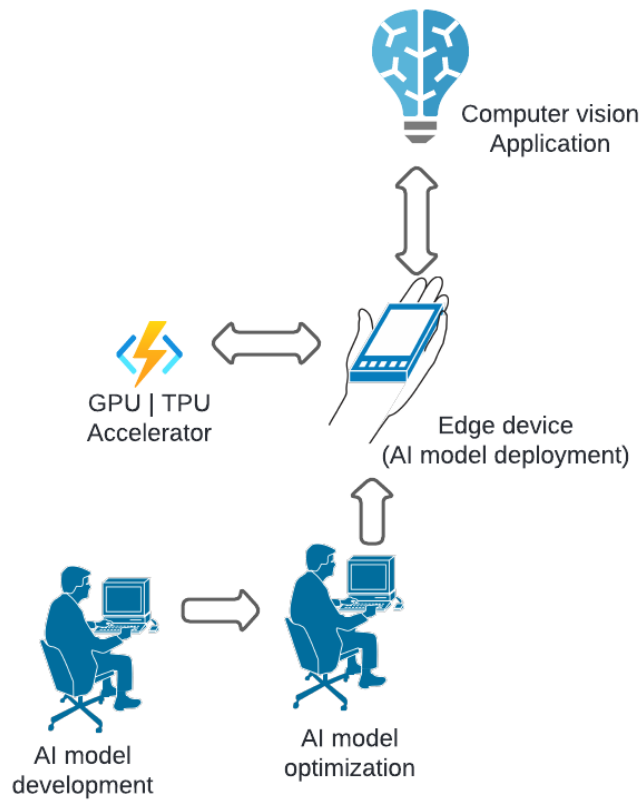 Computer vision
Application
GPU | TPU
Accelerator
Edge device
(AI model deployment)
AI model
development
AI model
optimization